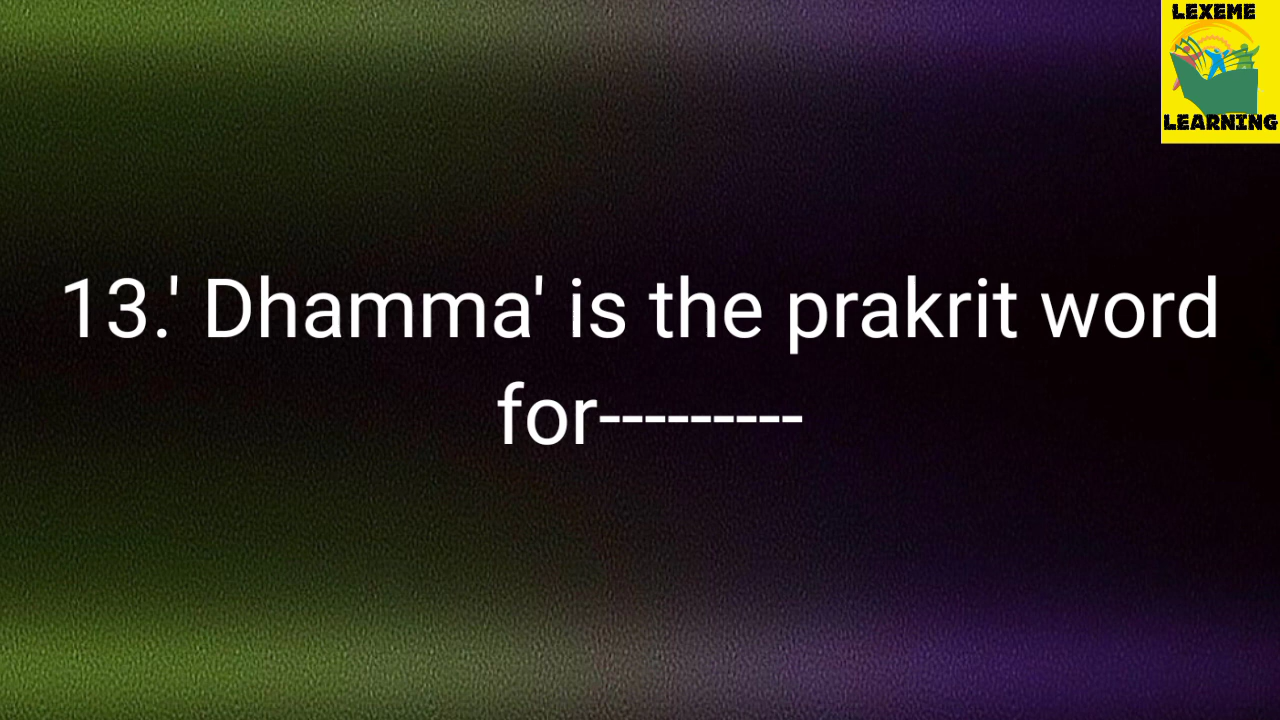 LEXEME
LEARNING
13.' Dhamma' is the prakrit word
for---------